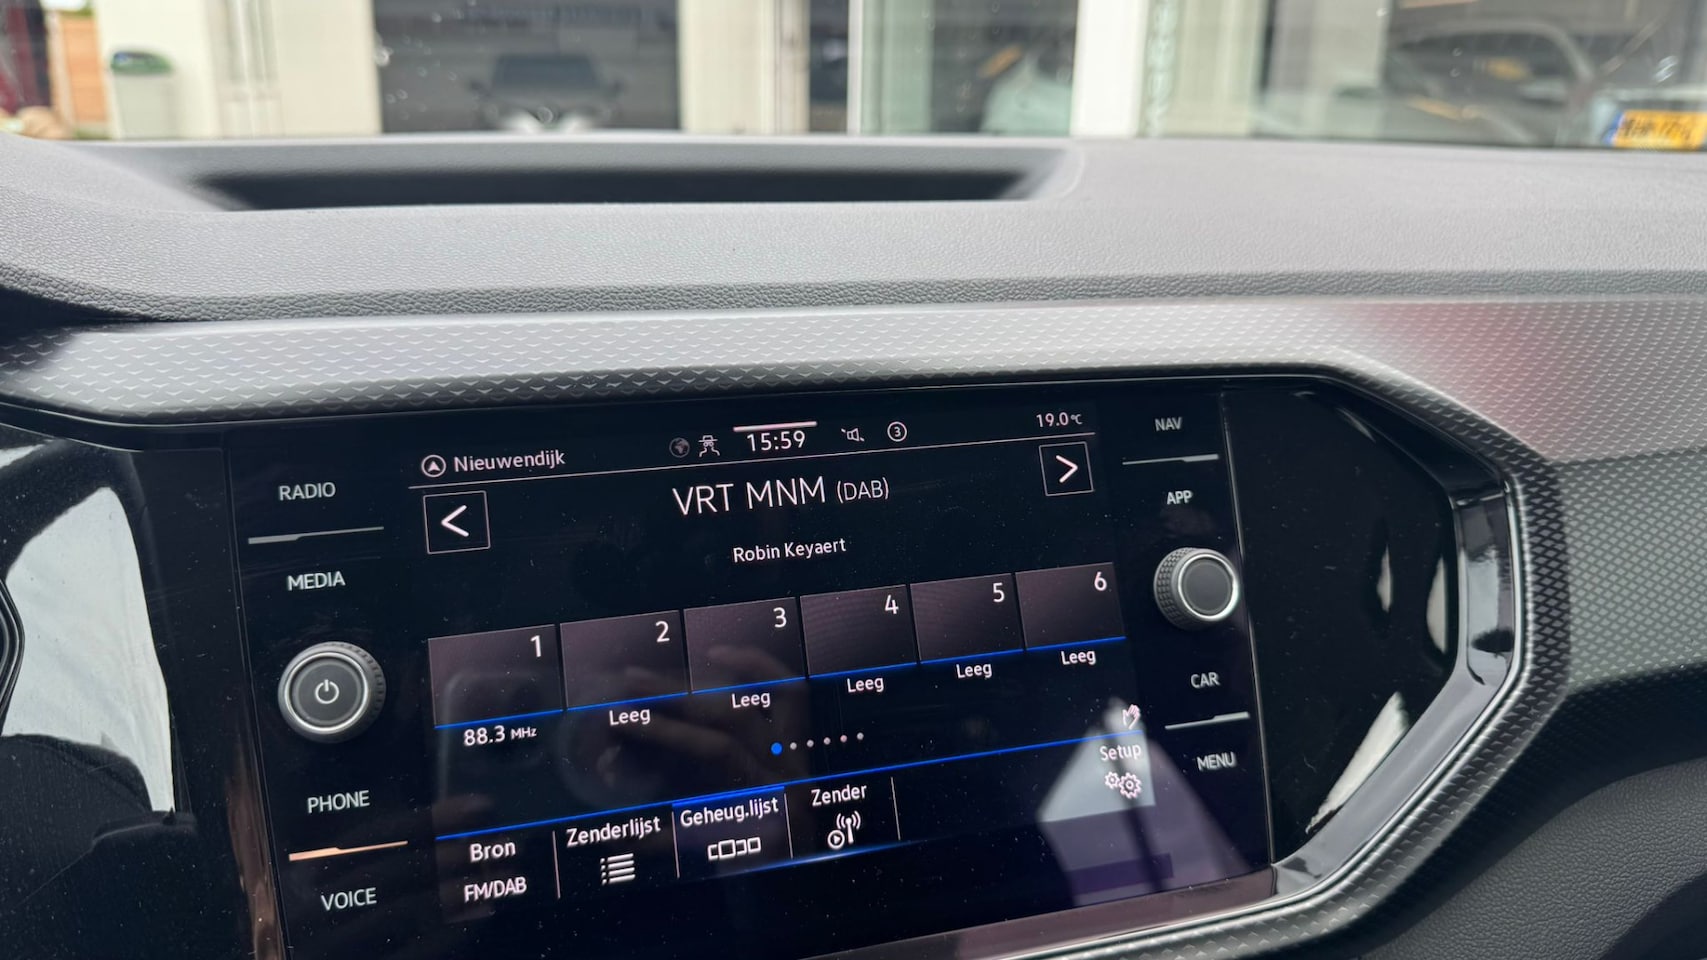 Nieuwendijk
15:59
3
19.0°C
NAV
RADIO
VRT MNM (DAB)
APP
Robin Keyaert
MEDIA
1
2
3
4
5
6
88.3 MHz
Leeg
Leeg
Leeg
Leeg
Leeg
CAR
PHONE
Setup
MENU
Bron
Zenderlijst
Geheug.lijst
Zender
FM/DAB
VOICE